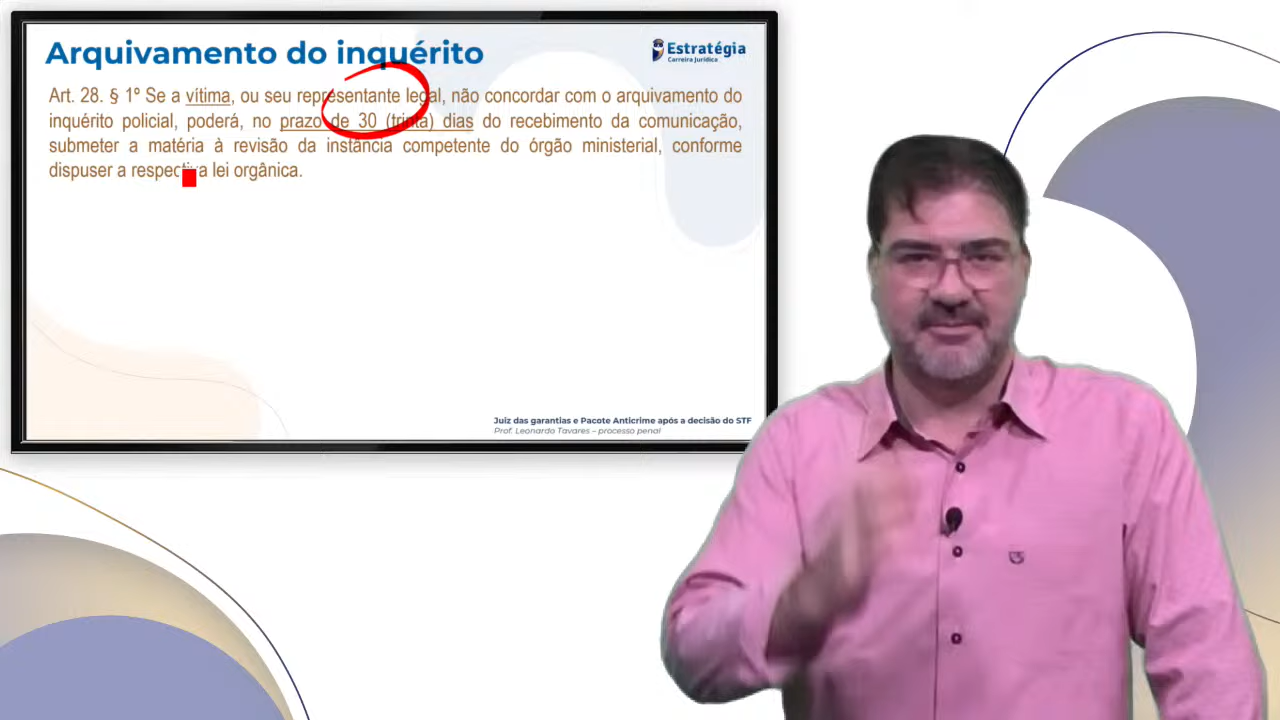 Arquivamento do inquérito
Estratégia
Carreira Jurídica
Art. 28. § 1º Se a vítima, ou seu representante legal, não concordar com o arquivamento do
inquérito policial, poderá, no prazo de 30 (trinta) dias do recebimento da comunicação,
submeter a matéria à revisão da instância competente do órgão ministerial, conforme
dispuser a respectiva lei orgânica.
Juiz das garantias e Pacote Anticrime após a decisão do STF
Prof. Leonardo Tavares – processo penal